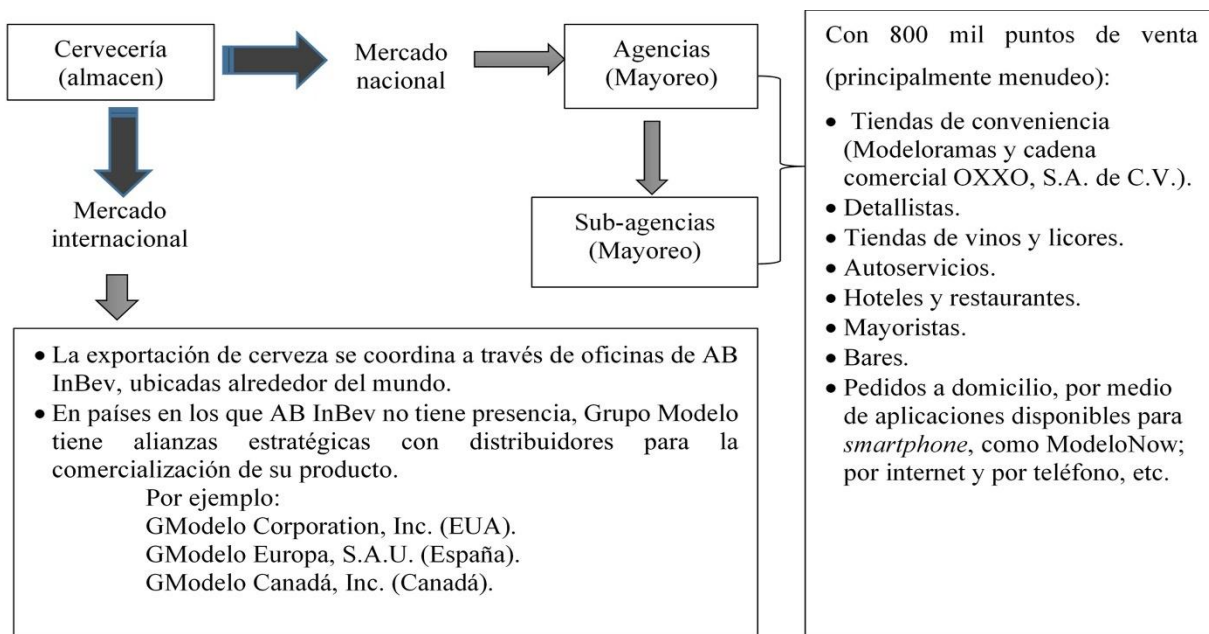 Cervecería
(almacen)
Mercado
nacional
Agencias
(Mayoreo)
Sub-agencias
(Mayoreo)
Con 800 mil puntos de venta
(principalmente menudeo):
• Tiendas de conveniencia
(Modeloramas y cadena
comercial OXXO, S.A. de C.V.).
• Detallistas.
• Tiendas de vinos y licores.
• Autoservicios.
• Hoteles y restaurantes.
• Mayoristas.
• Bares.
• Pedidos a domicilio, por medio
de aplicaciones disponibles para
smartphone, como ModeloNow;
por internet y por teléfono, etc.
Mercado
internacional
• La exportación de cerveza se coordina a través de oficinas de AB
InBev, ubicadas alrededor del mundo.
• En países en los que AB InBev no tiene presencia, Grupo Modelo
tiene alianzas estratégicas con distribuidores para la
comercialización de su producto.
Por ejemplo:
GModelo Corporation, Inc. (EUA).
GModelo Europa, S.A.U. (España).
GModelo Canadá, Inc. (Canadá).